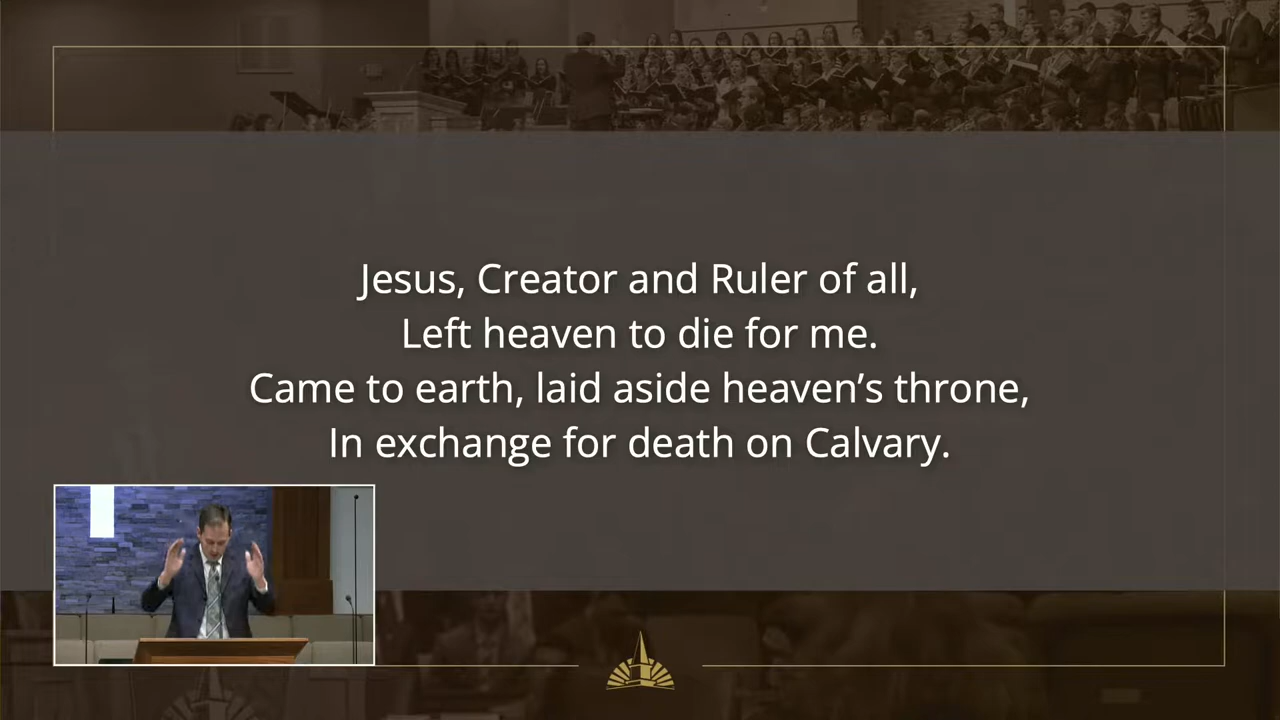 Jesus, Creator and Ruler of all,
Left heaven to die for me.
Came to earth, laid aside heaven’s throne,
In exchange for death on Calvary.